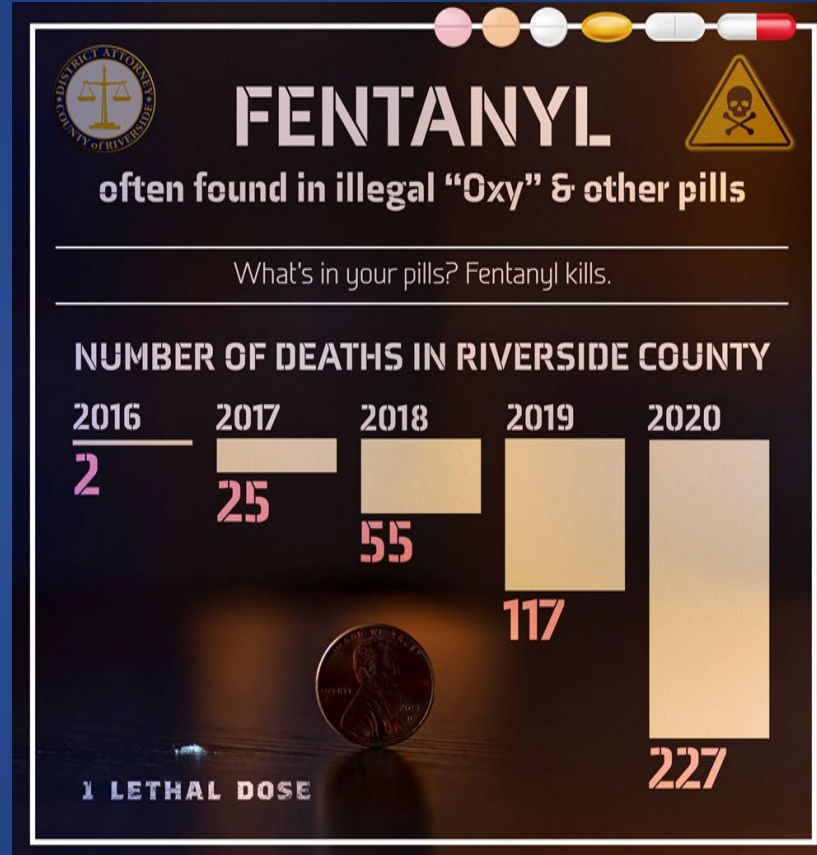 DISTRICT ATTORNEY
COUNTY of RIVERSIDE
FENTANYL
often found in illegal “Oxy” & other pills
What's in your pills? Fentanyl kills.
NUMBER OF DEATHS IN RIVERSIDE COUNTY
2016 2017 2018 2019 2020
2 25 55 117 227
LIBERTY
1 LETHAL DOSE